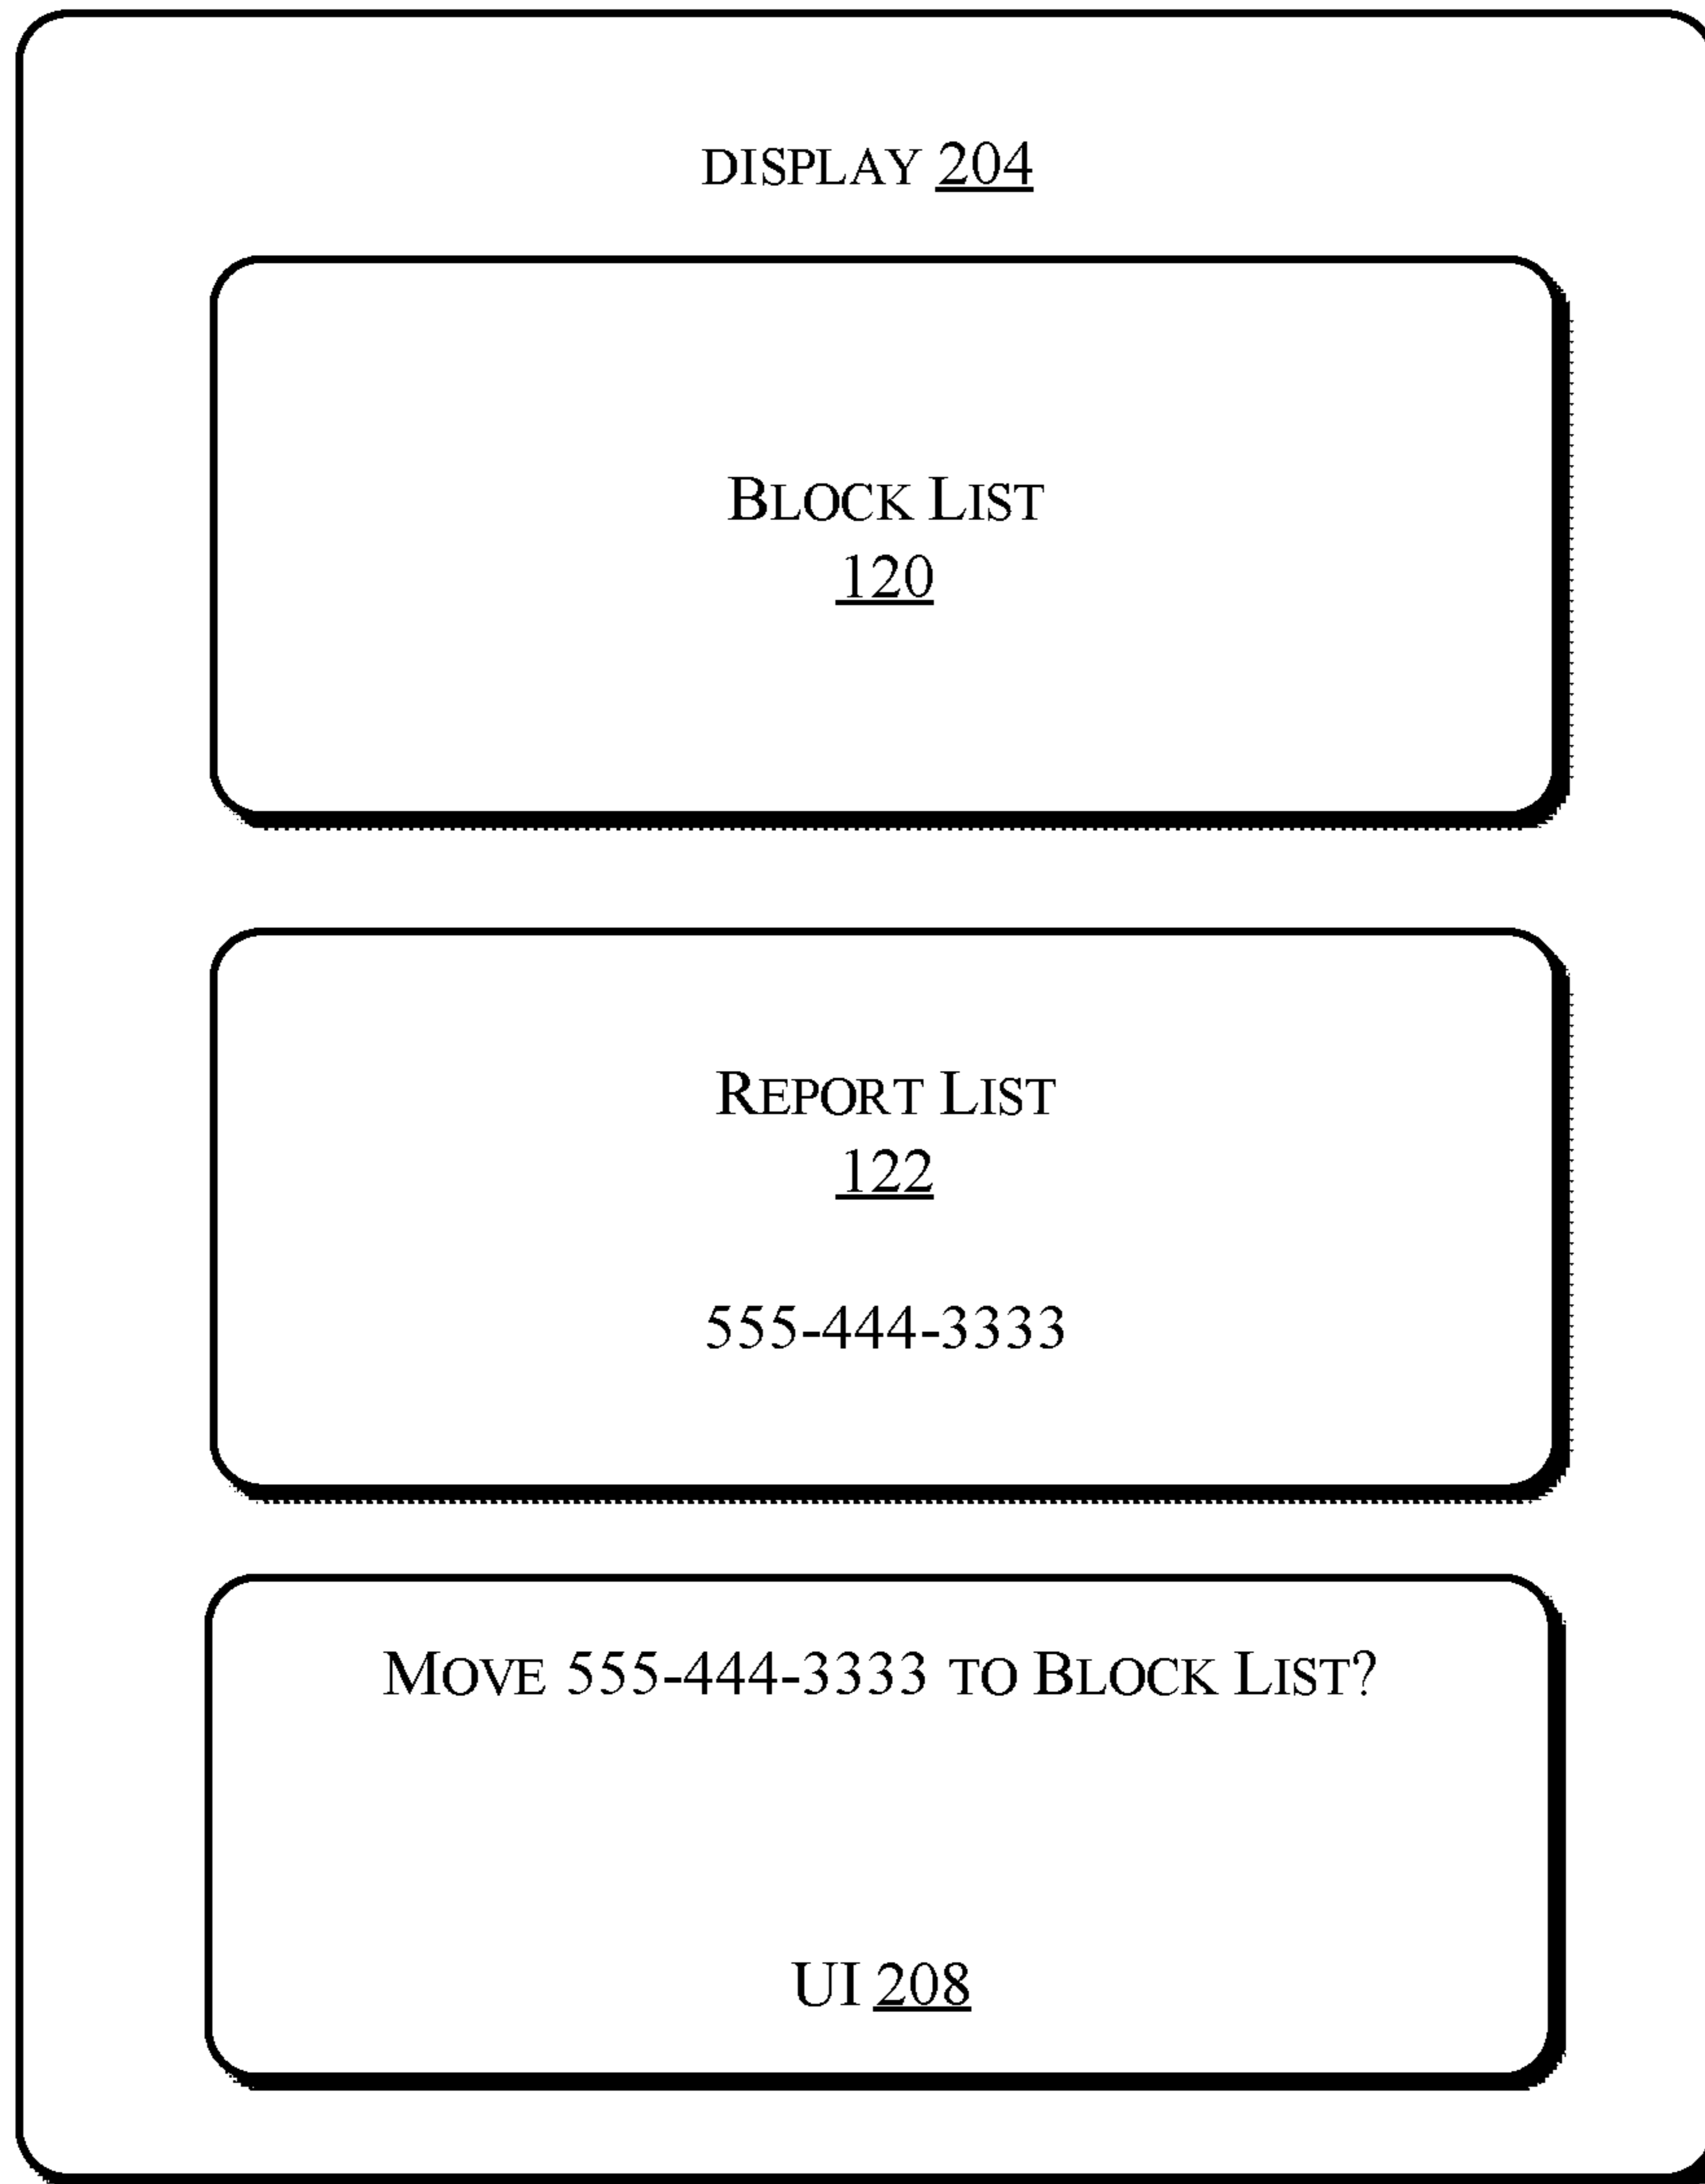 DISPLAY 204
BLOCK LIST
120
REPORT LIST
122
555-444-3333
MOVE 555-444-3333 TO BLOCK LIST?
UI 208